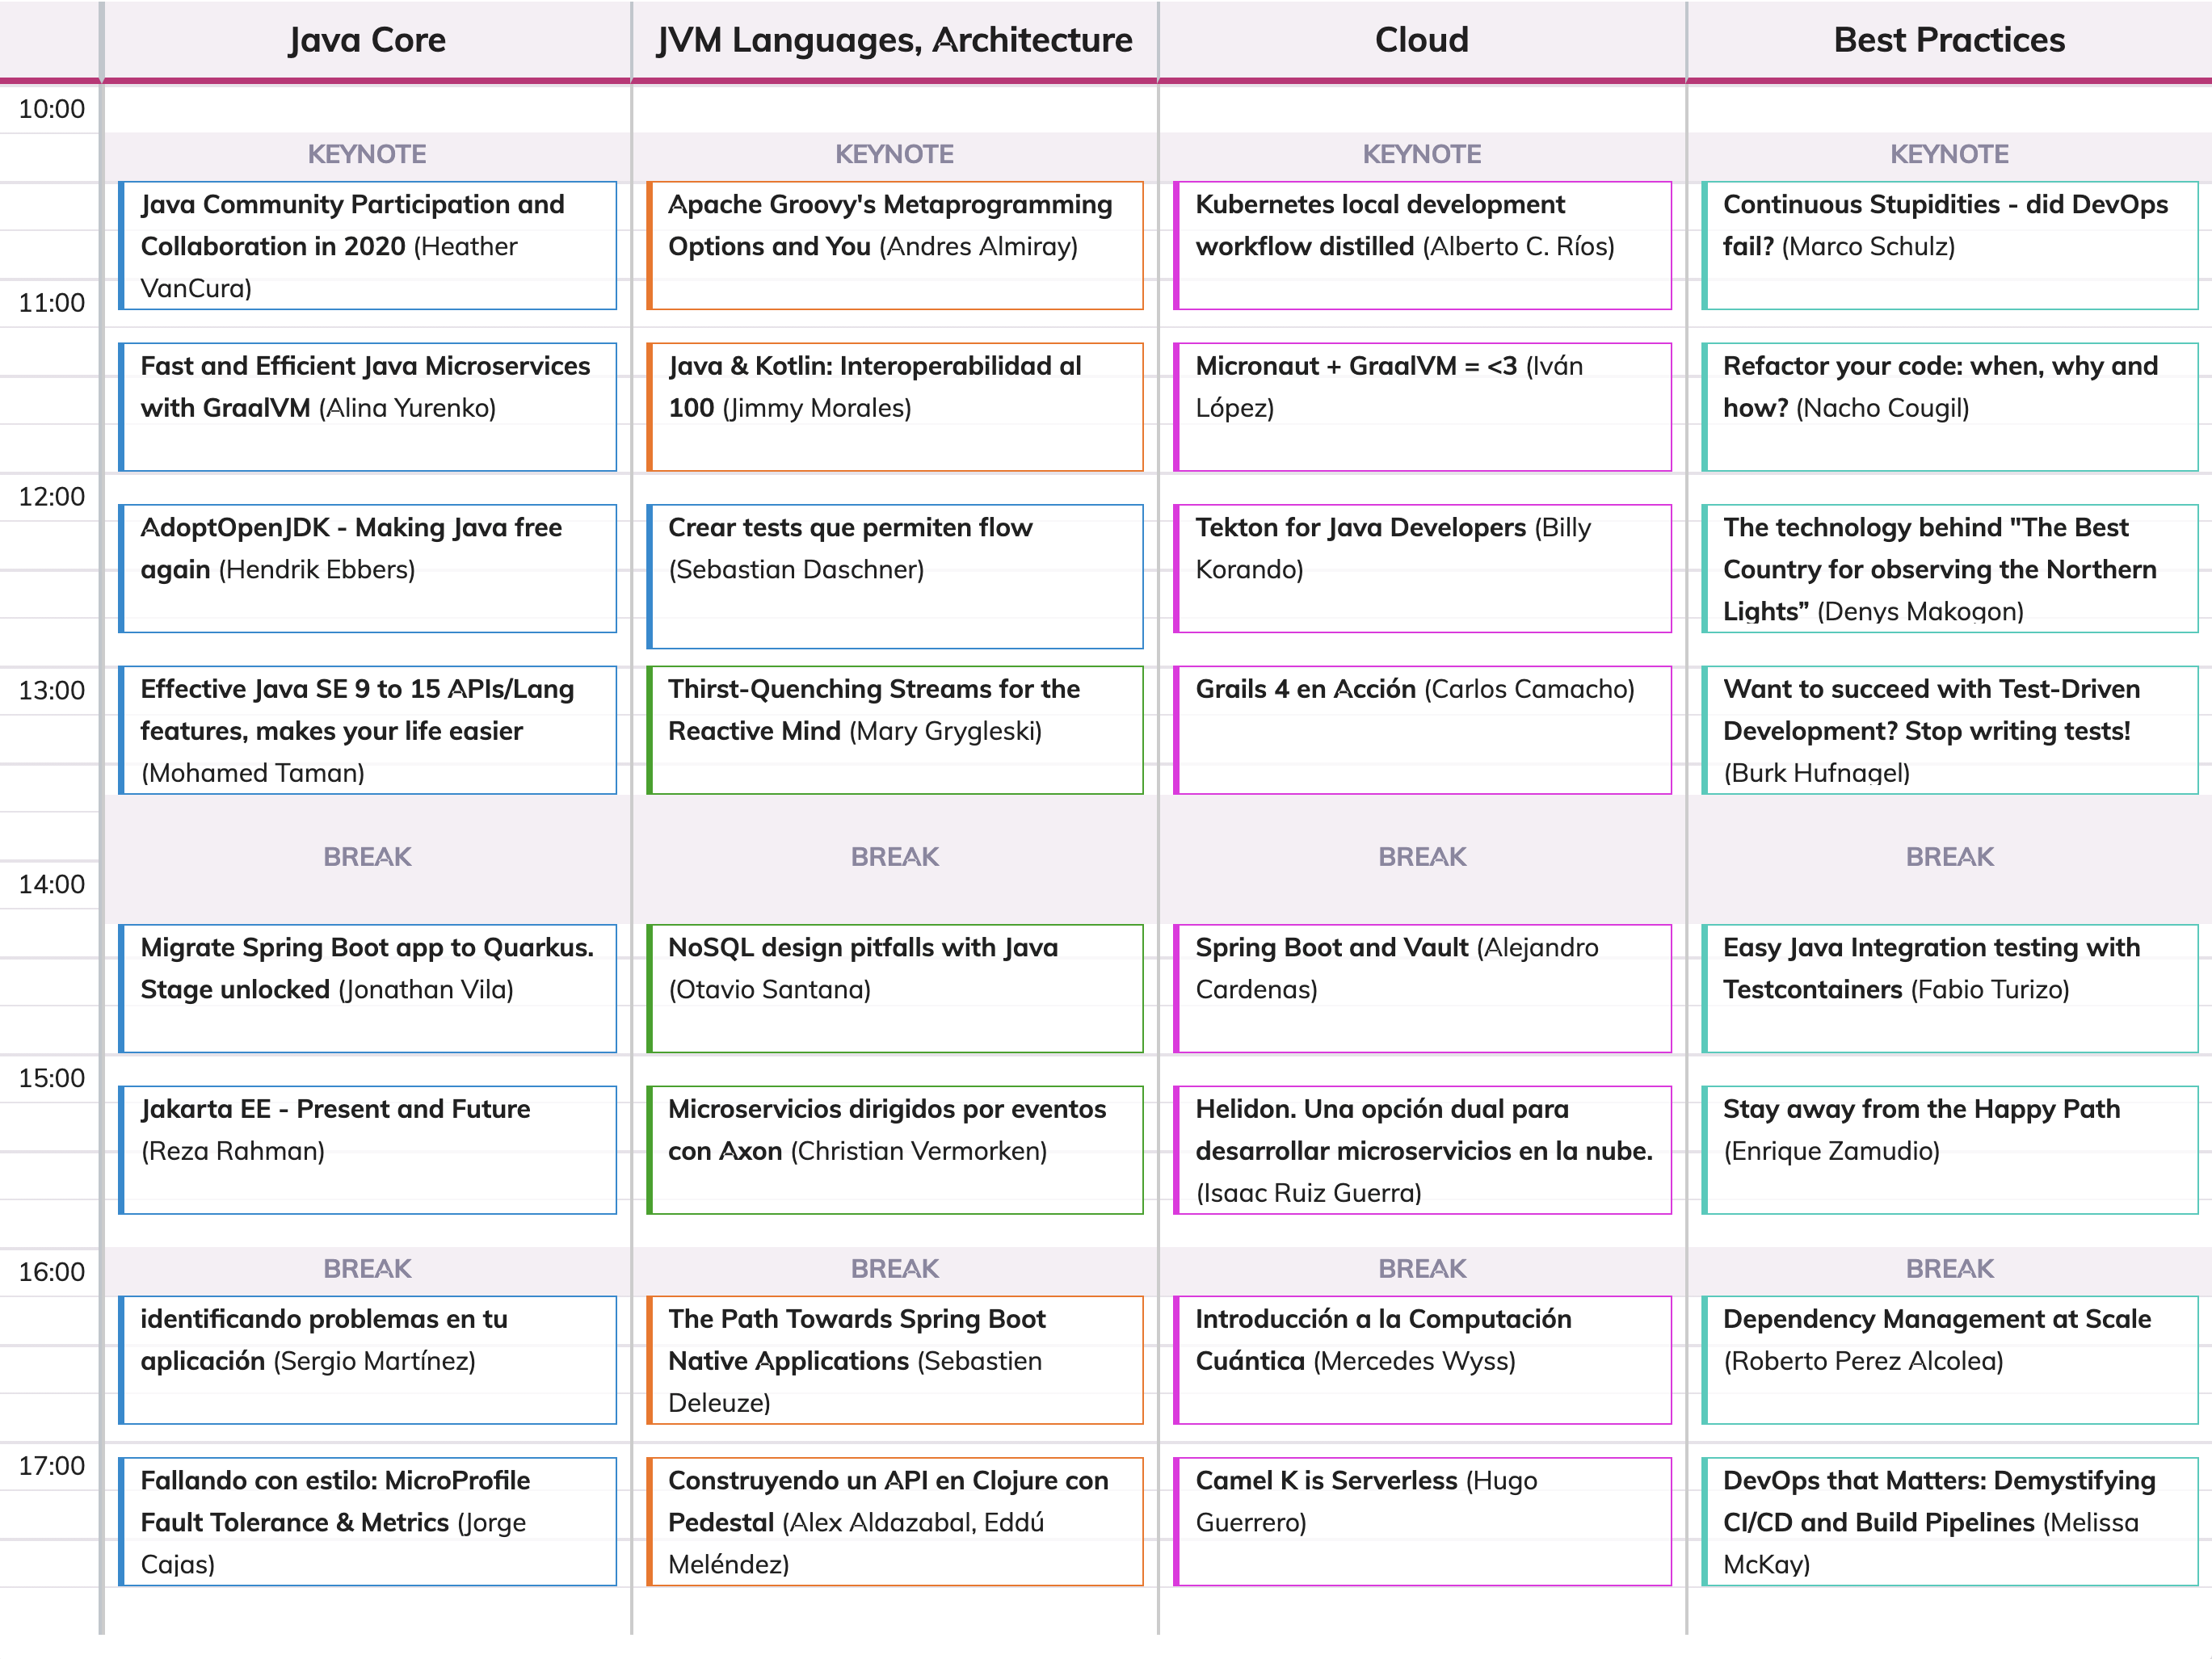 Java Core
JVM Languages, Architecture
Cloud
Best Practices
10:00
KEYNOTE
KEYNOTE
KEYNOTE
KEYNOTE
Java Community Participation and
Collaboration in 2020 (Heather
VanCura)
Apache Groovy's Metaprogramming
Options and You (Andres Almiray)
Kubernetes local development
workflow distilled (Alberto C. Ríos)
Continuous Stupidities - did DevOps
fail? (Marco Schulz)
11:00
Fast and Efficient Java Microservices
with GraalVM (Alina Yurenko)
Java & Kotlin: Interoperabilidad al
100 (Jimmy Morales)
Micronaut + GraalVM = <3 (Iván
López)
Refactor your code: when, why and
how? (Nacho Cougil)
12:00
AdoptOpenJDK - Making Java free
again (Hendrik Ebbers)
Crear tests que permiten flow
(Sebastian Daschner)
Tekton for Java Developers (Billy
Korando)
The technology behind "The Best
Country for observing the Northern
Lights” (Denys Makogon)
13:00
Effective Java SE 9 to 15 APIs/Lang
features, makes your life easier
(Mohamed Taman)
Thirst-Quenching Streams for the
Reactive Mind (Mary Grygleski)
Grails 4 en Acción (Carlos Camacho)
Want to succeed with Test-Driven
Development? Stop writing tests!
(Burk Hufnagel)
BREAK
BREAK
BREAK
BREAK
14:00
Migrate Spring Boot app to Quarkus.
Stage unlocked (Jonathan Vila)
NoSQL design pitfalls with Java
(Otavio Santana)
Spring Boot and Vault (Alejandro
Cardenas)
Easy Java Integration testing with
Testcontainers (Fabio Turizo)
15:00
Jakarta EE - Present and Future
(Reza Rahman)
Microservicios dirigidos por eventos
con Axon (Christian Vermorken)
Helidon. Una opción dual para
desarrollar microservicios en la nube.
(Isaac Ruiz Guerra)
Stay away from the Happy Path
(Enrique Zamudio)
16:00
BREAK
BREAK
BREAK
BREAK
identificando problemas en tu
aplicación (Sergio Martínez)
The Path Towards Spring Boot
Native Applications (Sebastien
Deleuze)
Introducción a la Computación
Cuántica (Mercedes Wyss)
Dependency Management at Scale
(Roberto Perez Alcolea)
17:00
Fallando con estilo: MicroProfile
Fault Tolerance & Metrics (Jorge
Cajas)
Construyendo un API en Clojure con
Pedestal (Alex Aldazabal, Eddú
Meléndez)
Camel K is Serverless (Hugo
Guerrero)
DevOps that Matters: Demystifying
CI/CD and Build Pipelines (Melissa
McKay)